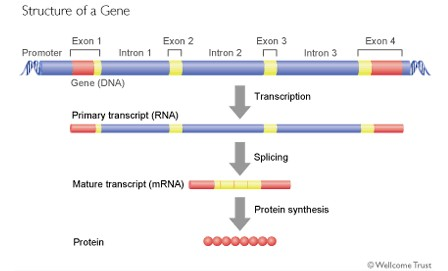 Structure of a Gene
Exon 1 Exon 2 Exon 3 Exon 4
Promoter Intron 1 Intron 2 Intron 3
Gene (DNA)
Transcription
Primary transcript (RNA)
Splicing
Mature transcript (mRNA)
Protein synthesis
Protein
© Wellcome Trust